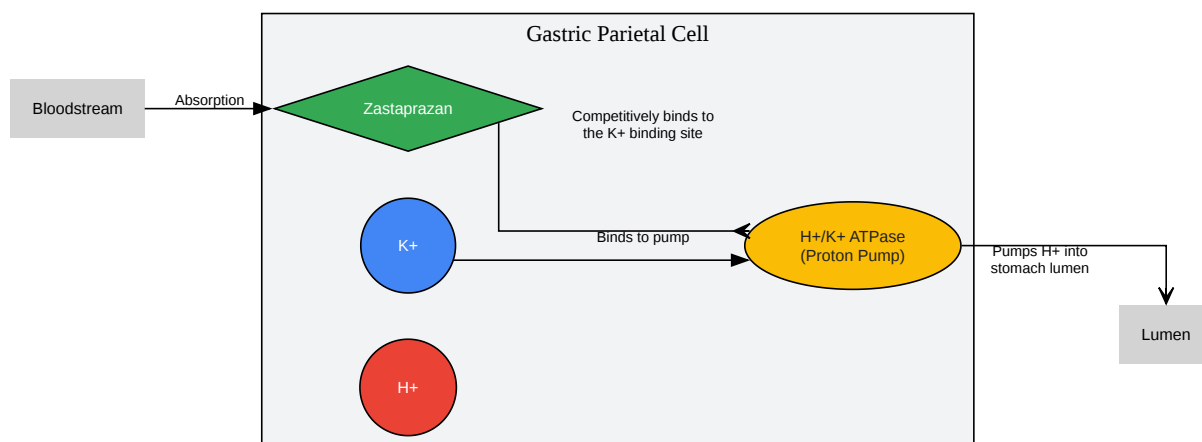 Gastric Parietal Cell
Bloodstream
Absorption
Zastaprazan
Competitively binds to
the K+ binding site
K+
Binds to pump
H+/K+ ATPase
(Proton Pump)
Pumps H+ into
stomach lumen
Lumen
H+